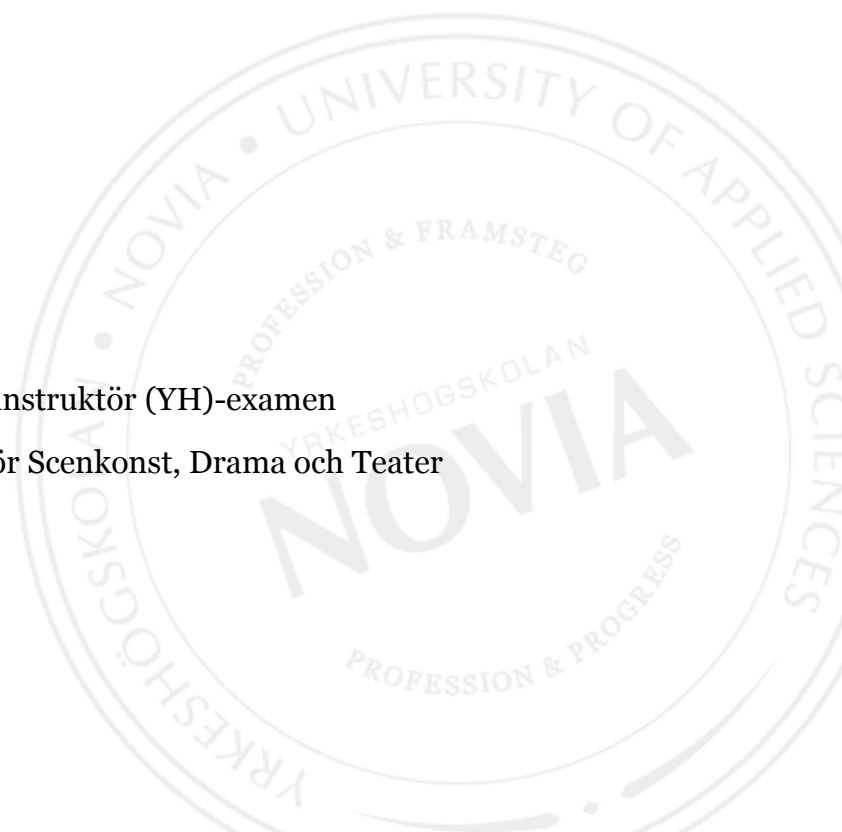 UNIVERSITY OF APPLIED SCIENCES
YRKESHÖGSKOLAN • NOVIA •
PROFESSION & FRAMSTEG
YRKESHÖGSKOLAN
NOVIA
PROFESSION & PROGRESS
nstruktör (YH)-examen
ör Scenkonst, Drama och Teater